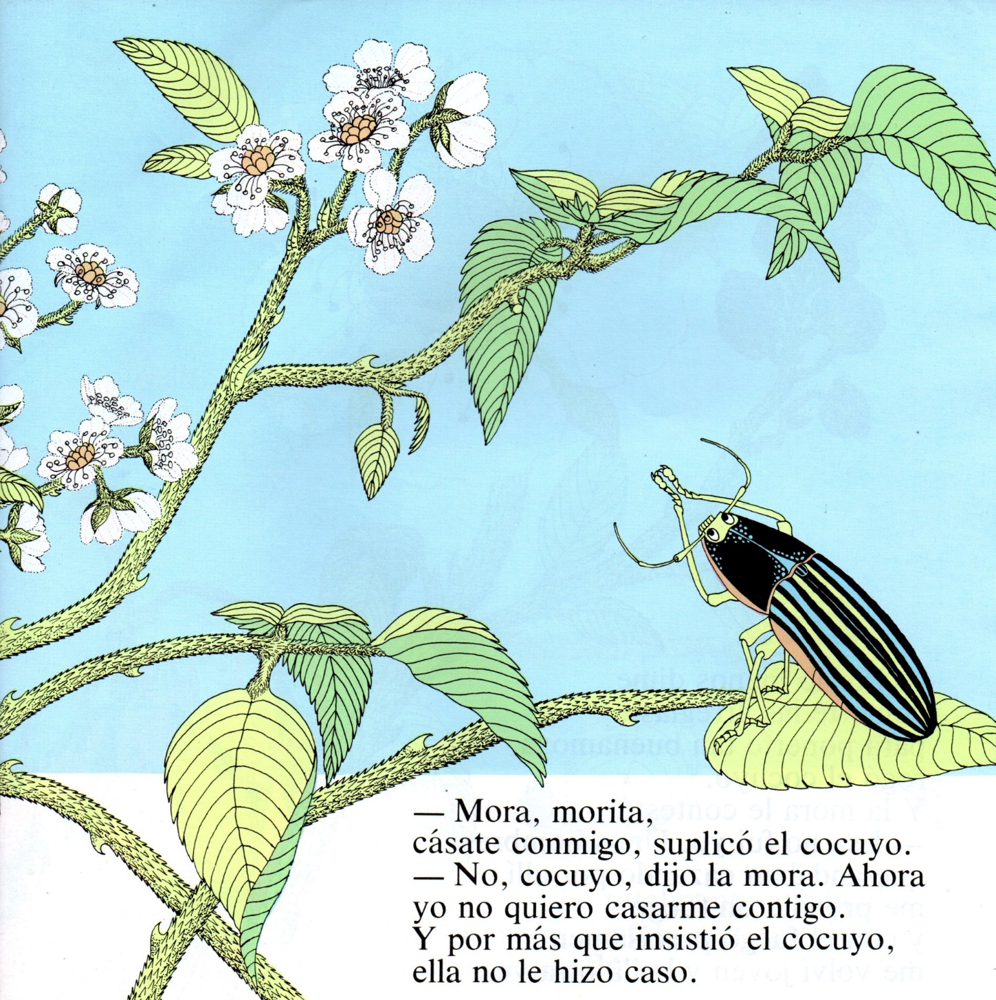 — Mora, morita,
cásate conmigo, suplicó el cocuyo.
— No, cocuyo, dijo la mora. Ahora
yo no quiero casarme contigo.
Y por más que insistió el cocuyo,
ella no le hizo caso.